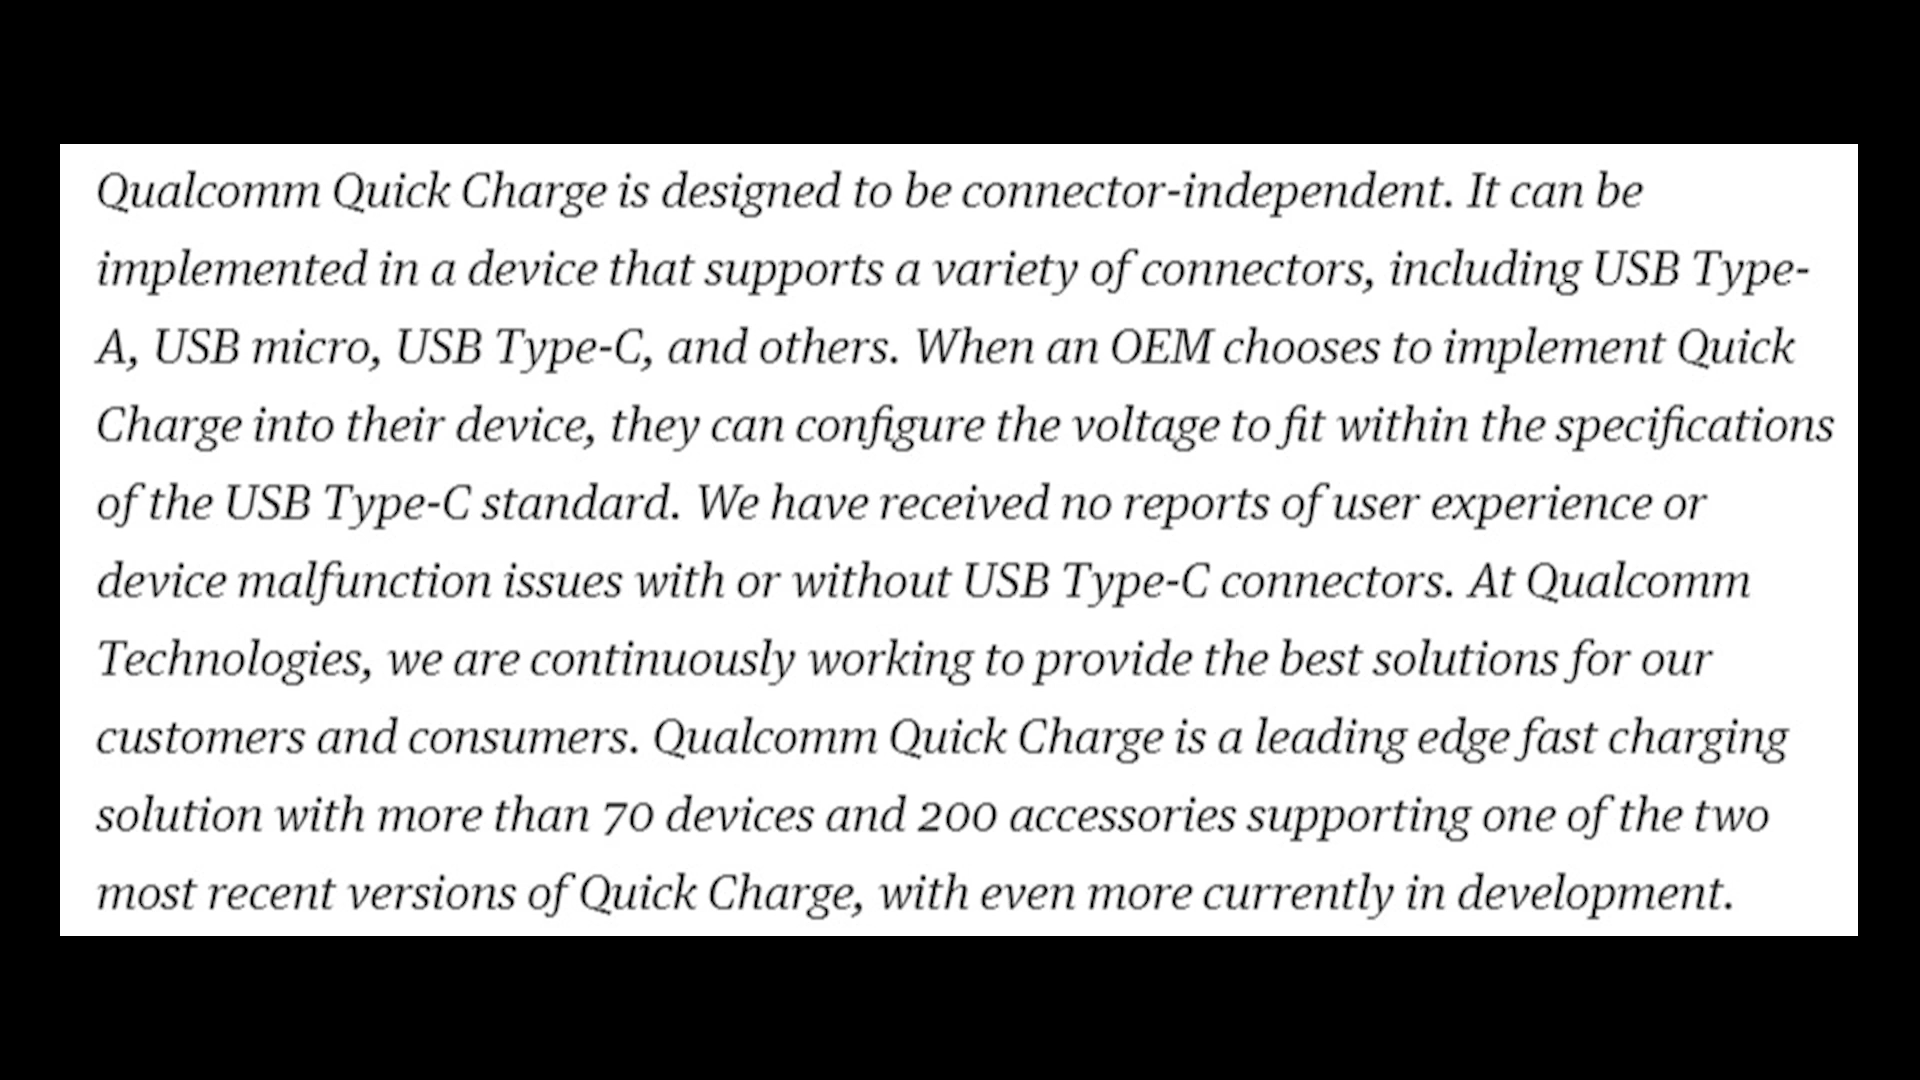 Qualcomm Quick Charge is designed to be connector-independent. It can be
implemented in a device that supports a variety of connectors, including USB Type-
A, USB micro, USB Type-C, and others. When an OEM chooses to implement Quick
Charge into their device, they can configure the voltage to fit within the specifications
of the USB Type-C standard. We have received no reports of user experience or
device malfunction issues with or without USB Type-C connectors. At Qualcomm
Technologies, we are continuously working to provide the best solutions for our
customers and consumers. Qualcomm Quick Charge is a leading edge fast charging
solution with more than 70 devices and 200 accessories supporting one of the two
most recent versions of Quick Charge, with even more currently in development.